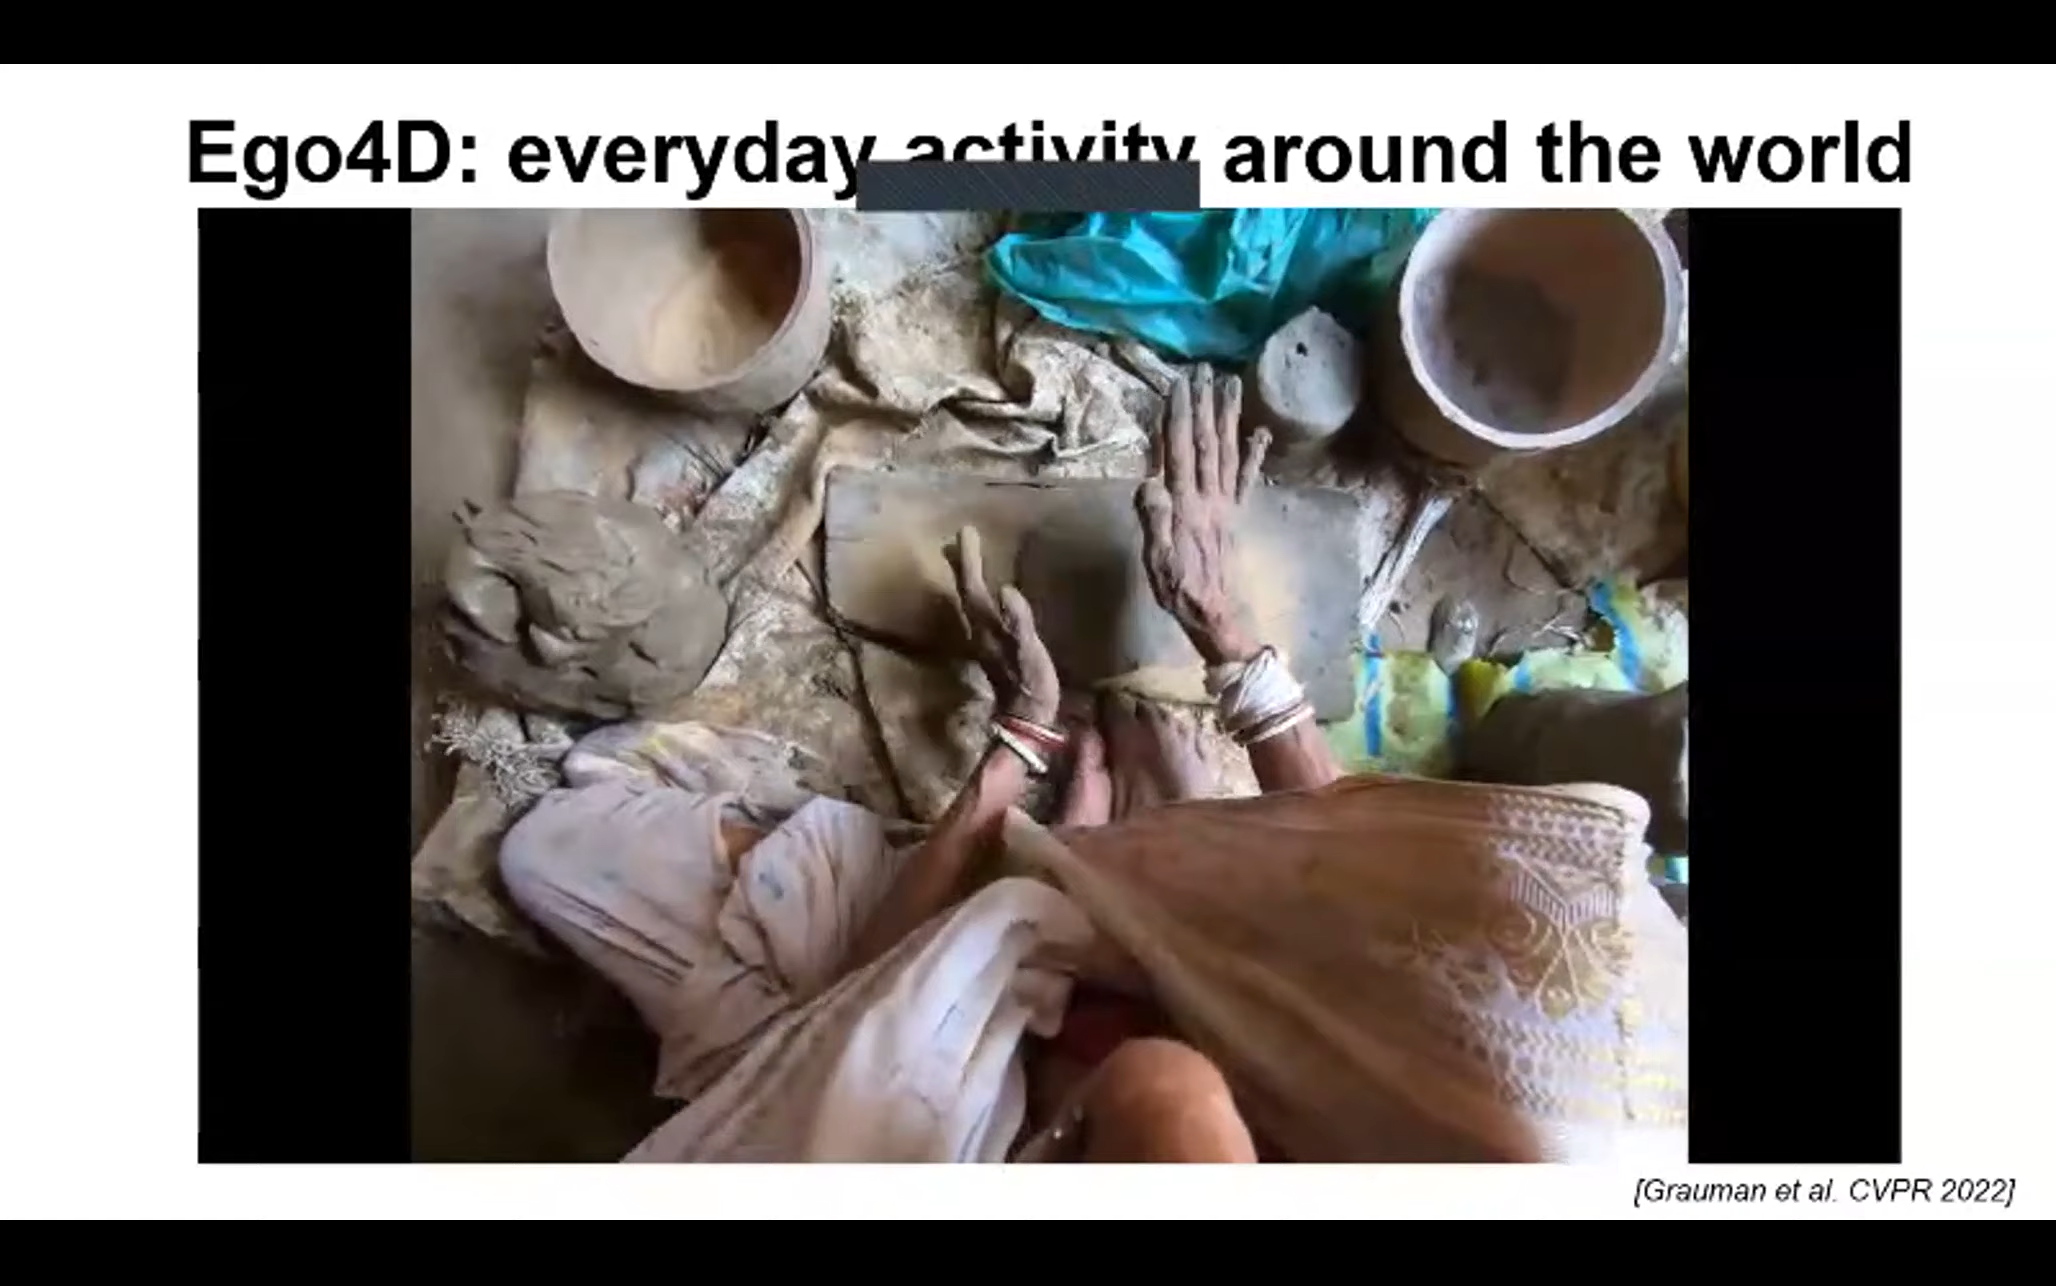 Ego4D: everyday activity around the world
[Grauman et al. CVPR 2022]